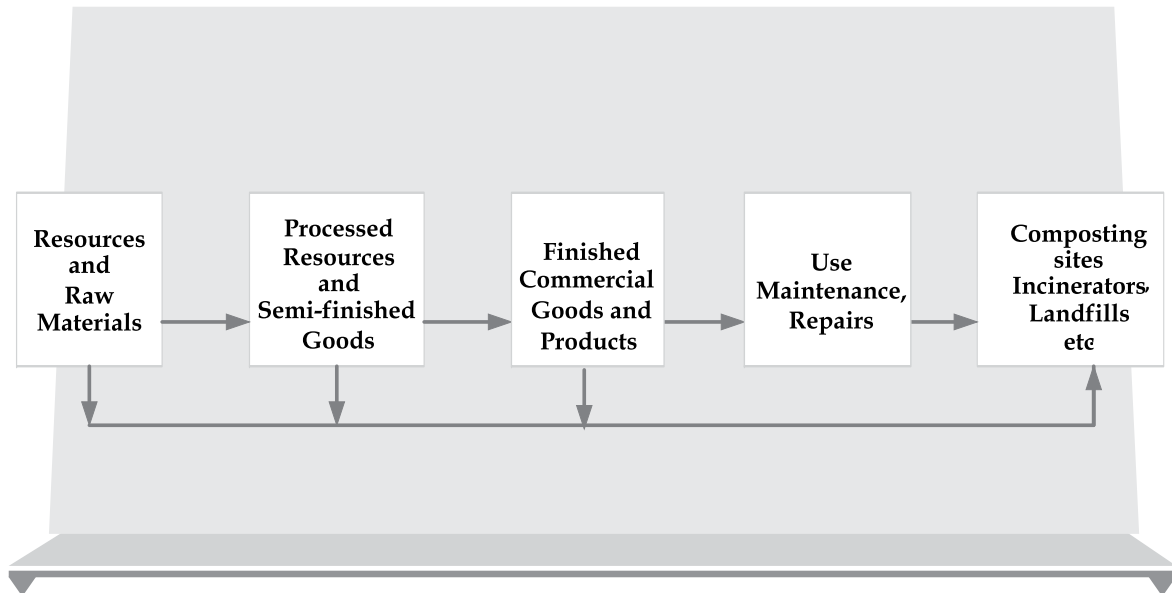 Resources
and
Raw
Materials
Processed
Resources
and
Semi-finished
Goods
Finished
Commercial
Goods and
Products
Use
Maintenance,
Repairs
Composting
sites
Incinerators,
Landfills
etc